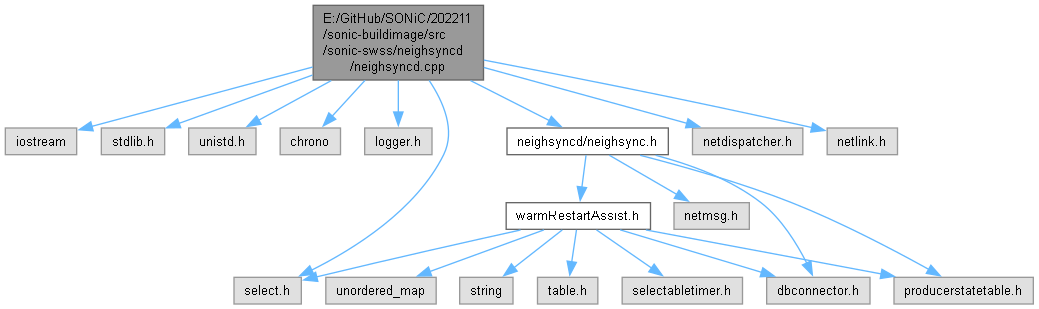 E:/GitHub/SONiC/202211
/sonic-buildimage/src
/sonic-swss/neighsyncd
/neighsyncd.cpp
iostream
stdlib.h
unistd.h
chrono
logger.h
neighsyncd/neighsync.h
netdispatcher.h
netlink.h
warmRestartAssist.h
netmsg.h
select.h
unordered_map
string
table.h
selectabletimer.h
dbconnector.h
producerstatetable.h